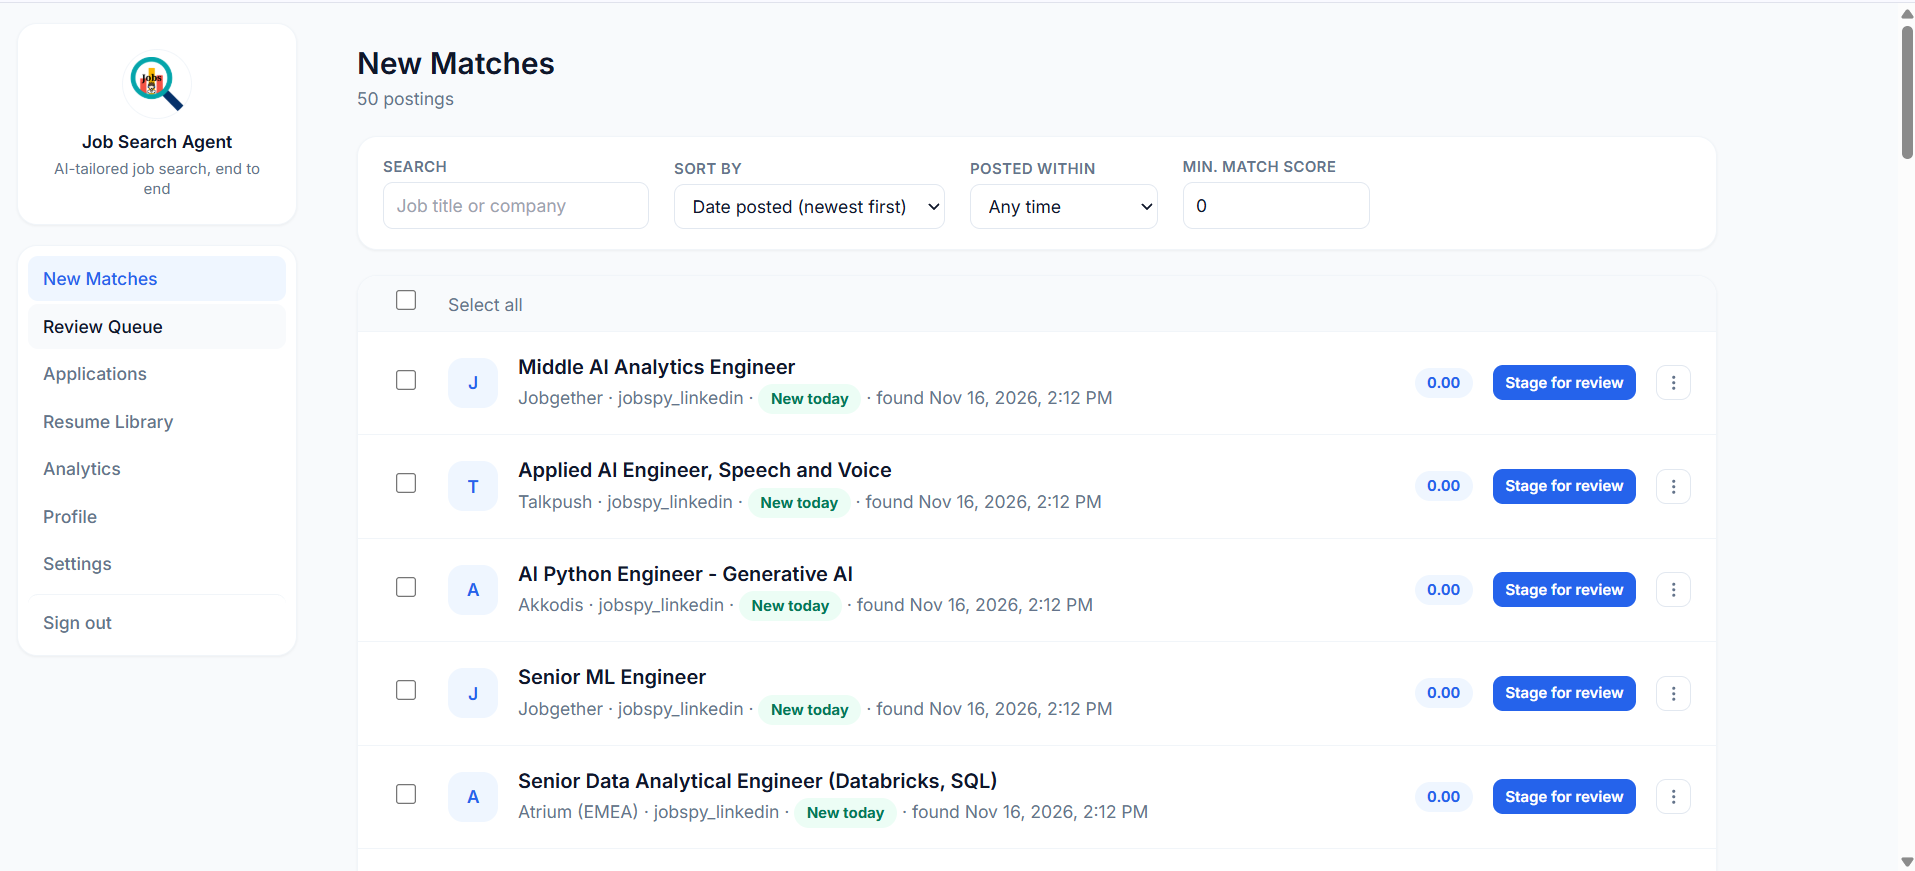 Jobs
Job Search Agent
AI-tailored job search, end to
end
New Matches
Review Queue
Applications
Resume Library
Analytics
Profile
Settings
Sign out
New Matches
50 postings
SEARCH
Job title or company
SORT BY
Date posted (newest first)
POSTED WITHIN
Any time
MIN. MATCH SCORE
0
Select all
J
Middle AI Analytics Engineer
Jobgether · jobspy_linkedin · New today · found Nov 16, 2026, 2:12 PM
0.00
Stage for review
T
Applied AI Engineer, Speech and Voice
Talkpush · jobspy_linkedin · New today · found Nov 16, 2026, 2:12 PM
0.00
Stage for review
A
AI Python Engineer - Generative AI
Akkodis · jobspy_linkedin · New today · found Nov 16, 2026, 2:12 PM
0.00
Stage for review
J
Senior ML Engineer
Jobgether · jobspy_linkedin · New today · found Nov 16, 2026, 2:12 PM
0.00
Stage for review
A
Senior Data Analytical Engineer (Databricks, SQL)
Atrium (EMEA) · jobspy_linkedin · New today · found Nov 16, 2026, 2:12 PM
0.00
Stage for review